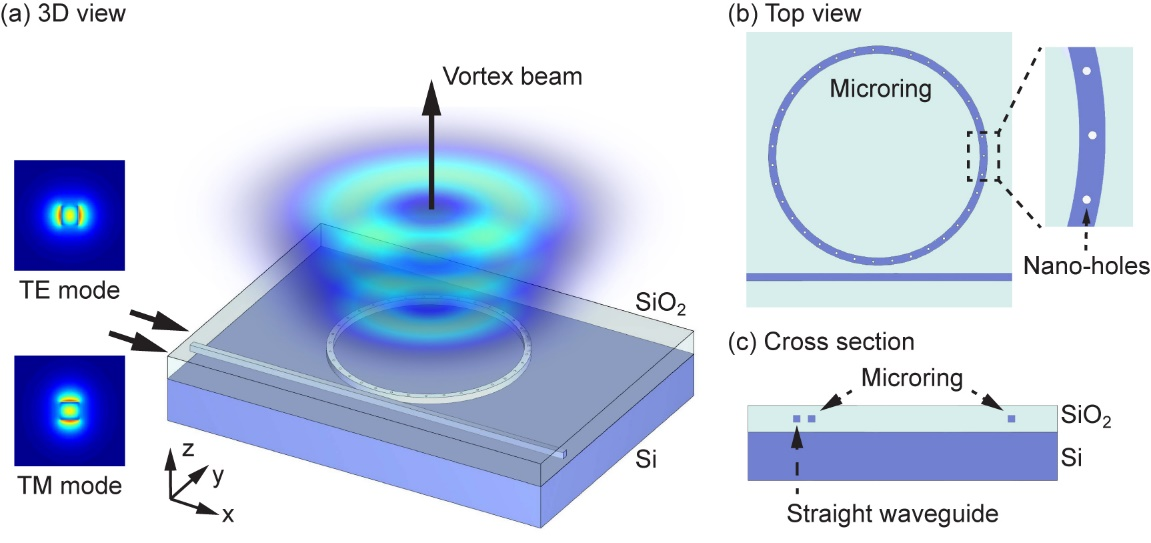 (a) 3D view
Vortex beam
TE mode
SiO₂
TM mode
Si
z
y
x
(b) Top view
Microring
Nano-holes
(c) Cross section
Microring
SiO₂
Si
Straight waveguide